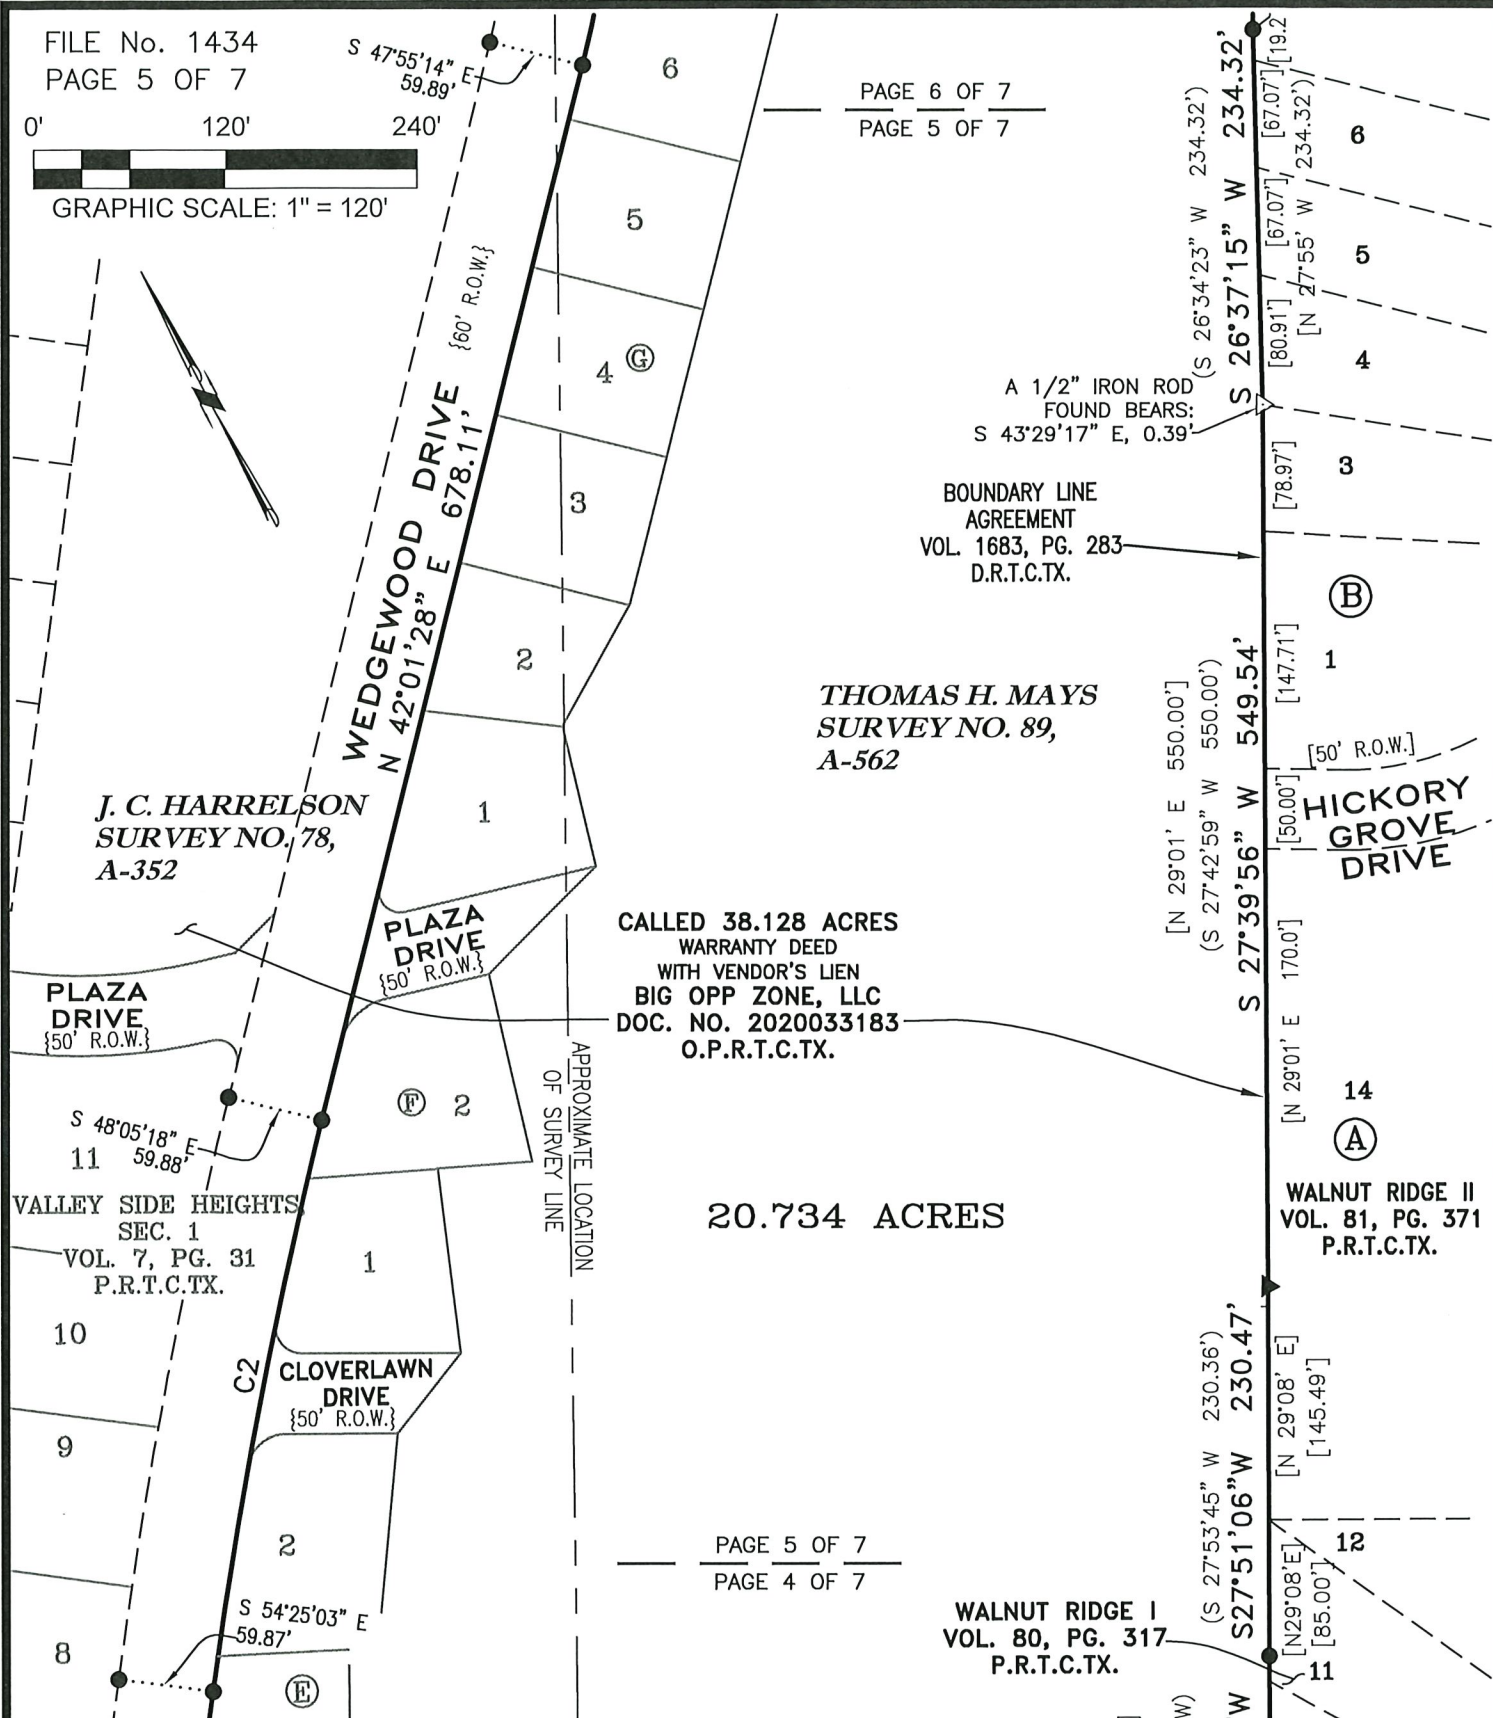 FILE No. 1434
PAGE 5 OF 7
0' 120' 240'
GRAPHIC SCALE: 1" = 120'
S 47°55'14" E
59.89'
6
PAGE 6 OF 7
PAGE 5 OF 7
5
{60' R.O.W.}
4 G
3
2
1
WEDGEWOOD DRIVE
N 42°01'28" E 678.11'
J. C. HARRELSON
SURVEY NO. 78,
A-352
PLAZA
DRIVE
{50' R.O.W.}
PLAZA
DRIVE
{50' R.O.W.}
S 48°05'18" E
59.88'
11
VALLEY SIDE HEIGHTS,
SEC. 1
VOL. 7, PG. 31
P.R.T.C.TX.
10
9
8
F 2
1
C2
CLOVERLAWN
DRIVE
{50' R.O.W.}
2
S 54°25'03" E
59.87'
E
APPROXIMATE LOCATION
OF SURVEY LINE
A 1/2" IRON ROD
FOUND BEARS:
S 43°29'17" E, 0.39'
BOUNDARY LINE
AGREEMENT
VOL. 1683, PG. 283
D.R.T.C.TX.
THOMAS H. MAYS
SURVEY NO. 89,
A-562
CALLED 38.128 ACRES
WARRANTY DEED
WITH VENDOR'S LIEN
BIG OPP ZONE, LLC
DOC. NO. 2020033183
O.P.R.T.C.TX.
20.734 ACRES
PAGE 5 OF 7
PAGE 4 OF 7
WALNUT RIDGE I
VOL. 80, PG. 317
P.R.T.C.TX.
(S 26°34'23" W 234.32')
S 26°37'15" W 234.32'
[19.2
[67.07']
[67.07']
[80.91']
[N 27°55' W 234.32')
[78.97']
[147.71']
[50.00']
6
5
4
3
B
1
[50' R.O.W.]
HICKORY
GROVE
DRIVE
[N 29°01' E 550.00']
(S 27°42'59" W 550.00')
S 27°39'56" W 549.54'
[N 29°01' E 170.0']
14
A
WALNUT RIDGE II
VOL. 81, PG. 371
P.R.T.C.TX.
(S 27°53'45" W 230.36')
S27°51'06"W 230.47'
[N 29°08' E]
[145.49']
12
[N29°08'E]
[85.00']
11
W)
W